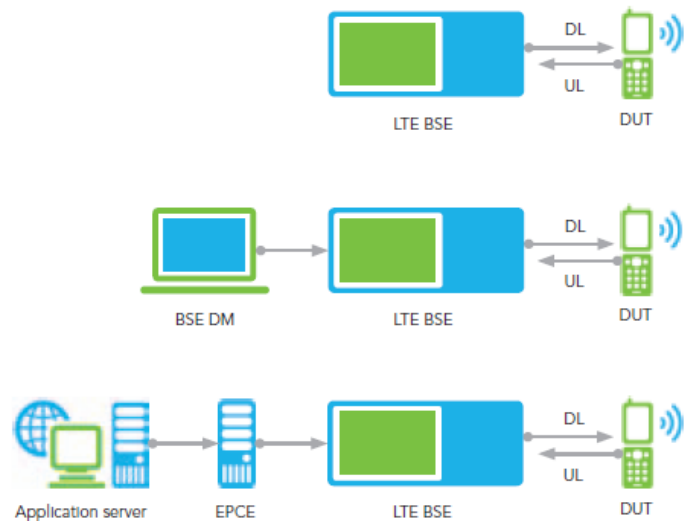 DL
UL
LTE BSE
DUT
DL
UL
BSE DM
LTE BSE
DUT
DL
UL
Application server
EPCE
LTE BSE
DUT